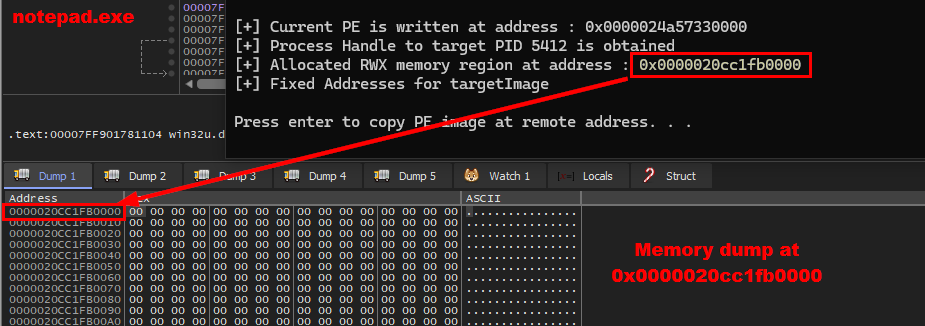 notepad.exe
00007F
00007F
00007F
00007F
00007F
00007F
[+] Current PE is written at address : 0x0000024a57330000
[+] Process Handle to target PID 5412 is obtained
[+] Allocated RWX memory region at address : 0x0000020cc1fb0000
[+] Fixed Addresses for targetImage
Press enter to copy PE image at remote address. . .
.text:00007FF901781104 win32u.d
Dump 1 Dump 2 Dump 3 Dump 4 Dump 5 Watch 1 [x=] Locals Struct
Address ASCII
0000020CC1FB0000 00 00 00 00 00 00 00 00 00 00 00 00 00 00 00 00 ................
0000020CC1FB0010 00 00 00 00 00 00 00 00 00 00 00 00 00 00 00 00 ................
0000020CC1FB0020 00 00 00 00 00 00 00 00 00 00 00 00 00 00 00 00 ................
0000020CC1FB0030 00 00 00 00 00 00 00 00 00 00 00 00 00 00 00 00 ................
0000020CC1FB0040 00 00 00 00 00 00 00 00 00 00 00 00 00 00 00 00 ................
0000020CC1FB0050 00 00 00 00 00 00 00 00 00 00 00 00 00 00 00 00 ................
0000020CC1FB0060 00 00 00 00 00 00 00 00 00 00 00 00 00 00 00 00 ................
0000020CC1FB0070 00 00 00 00 00 00 00 00 00 00 00 00 00 00 00 00 ................
0000020CC1FB0080 00 00 00 00 00 00 00 00 00 00 00 00 00 00 00 00 ................
0000020CC1FB0090 00 00 00 00 00 00 00 00 00 00 00 00 00 00 00 00 ................
0000020CC1FB00A0 00 00 00 00 00 00 00 00 00 00 00 00 00 00 00 00 ................
Memory dump at
0x0000020cc1fb0000